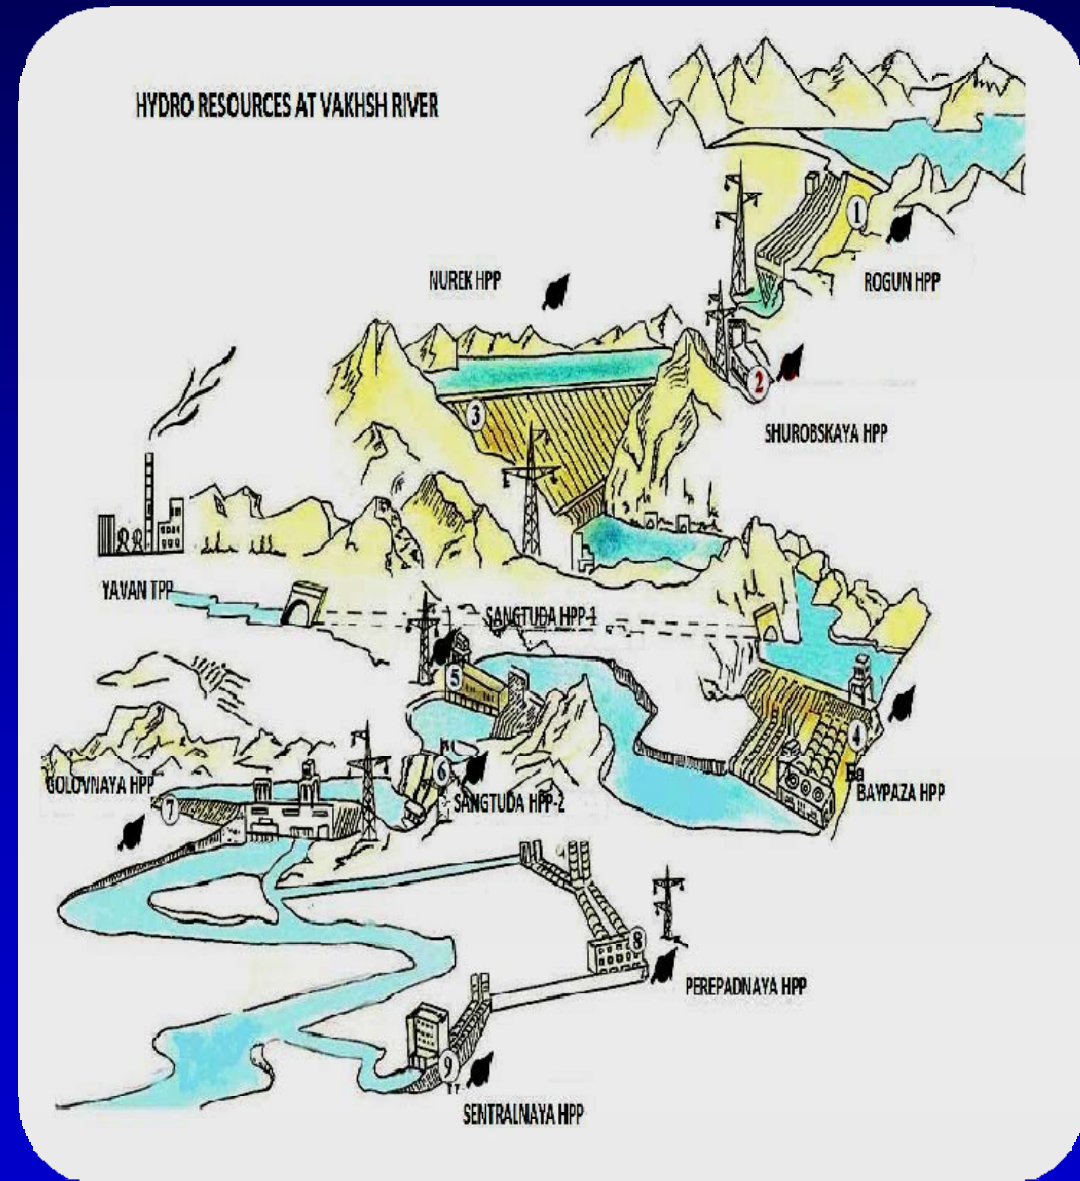 HYDRO RESOURCES AT VAKHSH RIVER
1
ROGUN HPP
NUREK HPP
2
3
SHUROBSKAYA HPP
YAVAN TPP
SANGTUDA HPP-1
5
4
6
GOLOVNAYA HPP
BAYPAZA HPP
SANGTUDA HPP-2
7
8
PEREPADNAYA HPP
9
SENTRALNAYA HPP